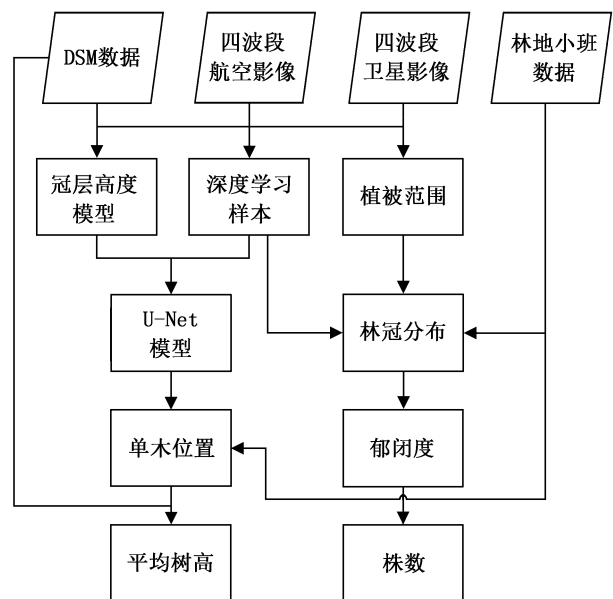 DSM数据
四波段
航空影像
四波段
卫星影像
林地小班
数据
冠层高度
模型
深度学习
样本
植被范围
U-Net
模型
林冠分布
单木位置
郁闭度
平均树高
株数